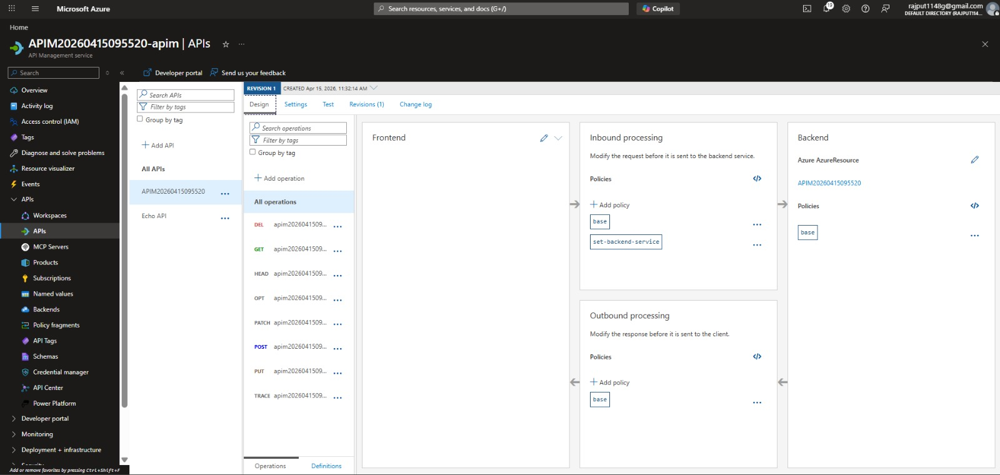 Microsoft Azure
Search resources, services, and docs (G+/)
Copilot
19
rajput1148g@gmail.com
DEFAULT DIRECTORY (RAJPUT114...
Home
APIM20260415095520-apim | APIs
...
API Management service
Search
Developer portal
Send us your feedback
Overview
Activity log
Access control (IAM)
Tags
Diagnose and solve problems
Resource visualizer
Events
APIs
Workspaces
APIs
MCP Servers
Products
Subscriptions
Named values
Backends
Policy fragments
API Tags
Schemas
Credential manager
API Center
Power Platform
Developer portal
Monitoring
Deployment + infrastructure
Add or remove favorites by pressing Ctrl+Shift+F
Search APIs
Filter by tags
Group by tag
Add API
All APIs
APIM20260415095520
Echo API
REVISION 1 CREATED Apr 15, 2026, 11:32:14 AM
Design Settings Test Revisions (1) Change log
Search operations
Filter by tags
Group by tag
Add operation
All operations
DEL apim2026041509...
GET apim2026041509...
HEAD apim2026041509...
OPT apim2026041509...
PATCH apim2026041509...
POST apim2026041509...
PUT apim2026041509...
TRACE apim2026041509...
Operations Definitions
Frontend
Inbound processing
Modify the request before it is sent to the backend service.
Policies
Add policy
base
set-backend-service
Outbound processing
Modify the response before it is sent to the client.
Policies
Add policy
base
Backend
Azure AzureResource
APIM20260415095520
Policies
base